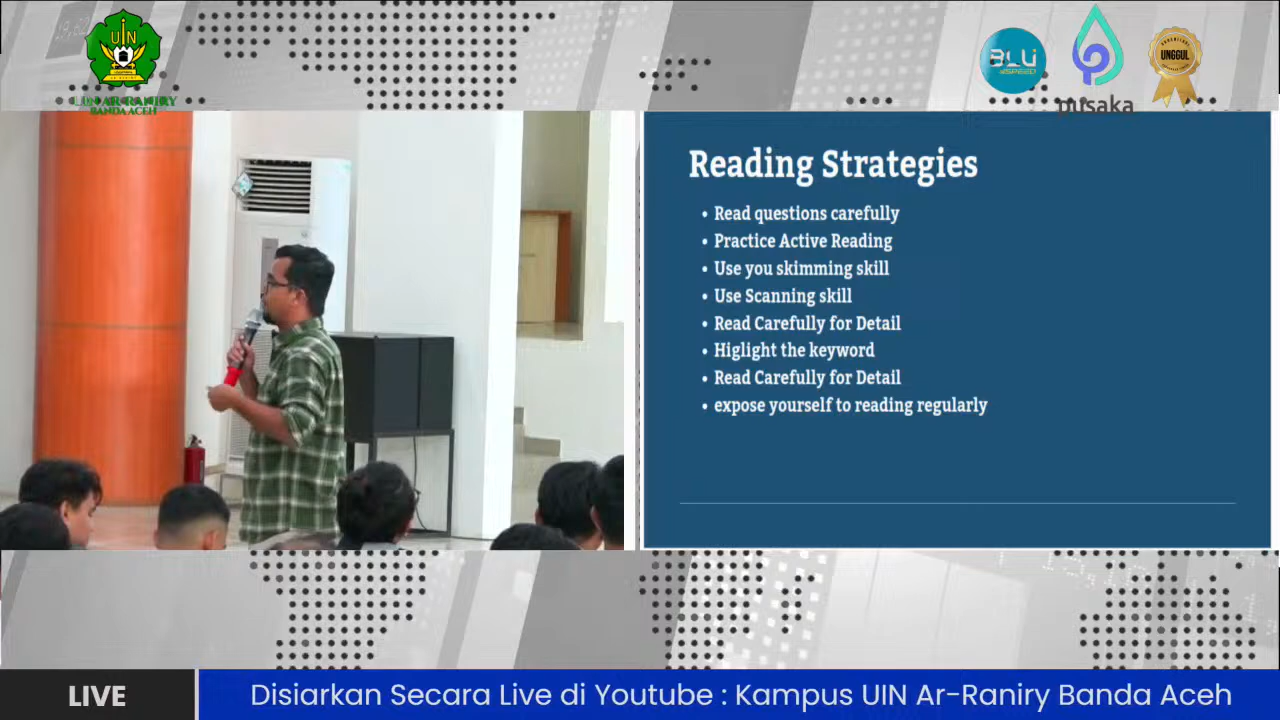 UIN
UIN AR-RANIRY
BANDA ACEH
BLU
SPEED
pusaka
UNGGUL
Reading Strategies
• Read questions carefully
• Practice Active Reading
• Use you skimming skill
• Use Scanning skill
• Read Carefully for Detail
• Higlight the keyword
• Read Carefully for Detail
• expose yourself to reading regularly
LIVE
Disiarkan Secara Live di Youtube : Kampus UIN Ar-Raniry Banda Aceh